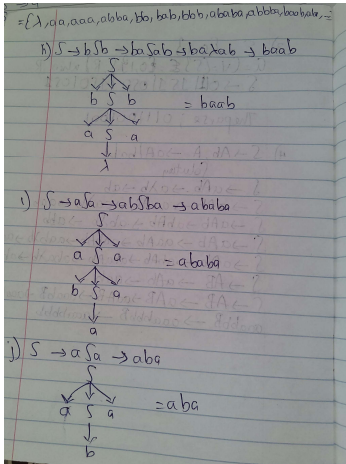 ={λ, aa, aaa, abba, bb, bab, bbb, ababa, abbba, baab, aba,
h) S → bSb → baSab → baλab → baab
S
b S b
= baab
a S a
λ
i) S → aSa → abSba → ababa
S
a S a
= ababa
b S a
a
j) S → aSa → aba
S
a S a
= aba
b